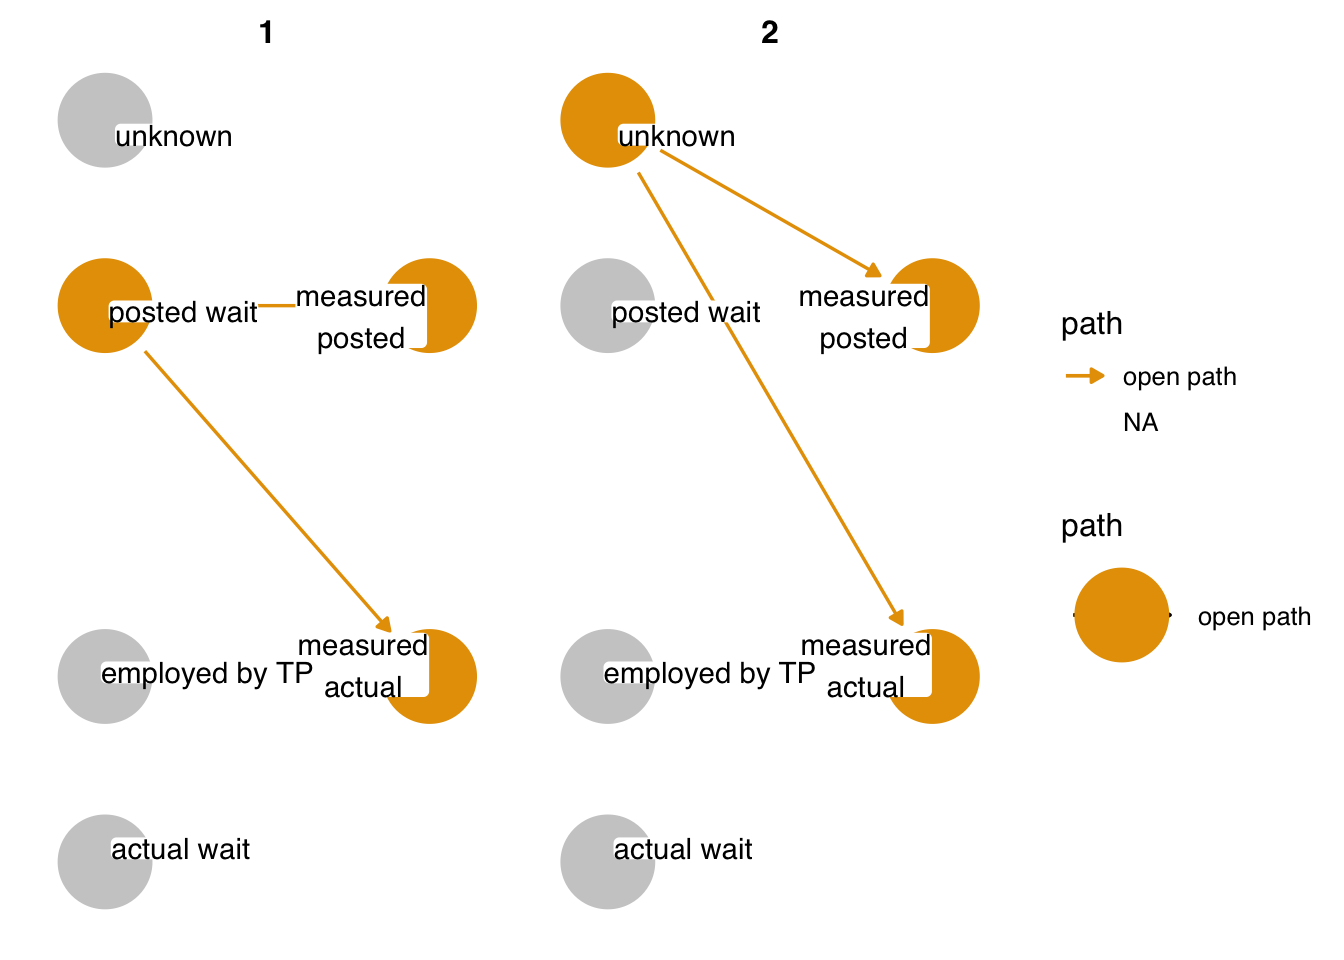 1
unknown
posted wait
measured
posted
measured
employed by TP
actual
actual wait
2
unknown
posted wait
measured
posted
measured
employed by TP
actual
actual wait
path
open path
NA
path
open path